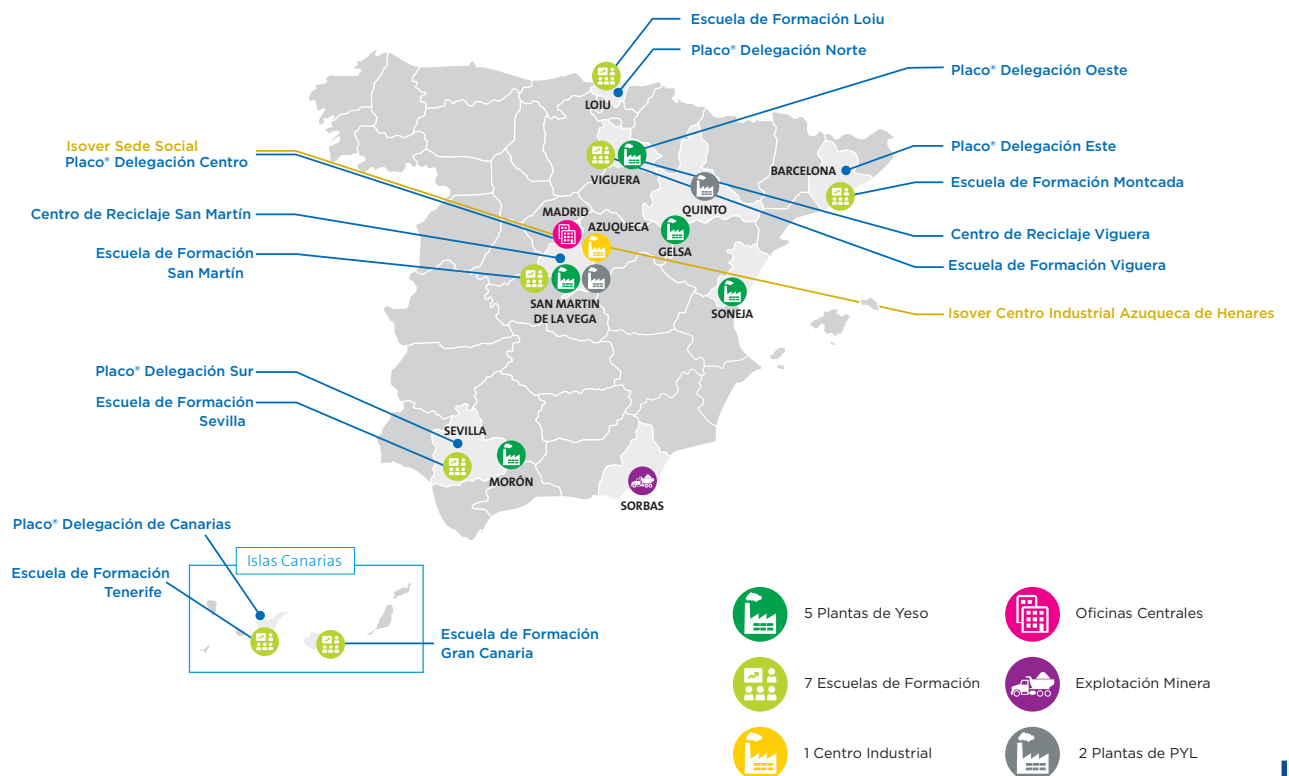 Escuela de Formación Loiu
Placo® Delegación Norte
Placo® Delegación Oeste
LOIU
Isover Sede Social
Placo® Delegación Centro
Placo® Delegación Este
VIGUERA
BARCELONA
Escuela de Formación Montcada
Centro de Reciclaje San Martín
MADRID
AZUQUECA
QUINTO
Centro de Reciclaje Viguera
Escuela de Formación
San Martín
GELSA
Escuela de Formación Viguera
SAN MARTIN
DE LA VEGA
SONEJA
Isover Centro Industrial Azuqueca de Henares
Placo® Delegación Sur
Escuela de Formación
Sevilla
SEVILLA
MORÓN
SORBAS
Placo® Delegación de Canarias
Islas Canarias
Escuela de Formación
Tenerife
Escuela de Formación
Gran Canaria
5 Plantas de Yeso
Oficinas Centrales
7 Escuelas de Formación
Explotación Minera
1 Centro Industrial
2 Plantas de PYL